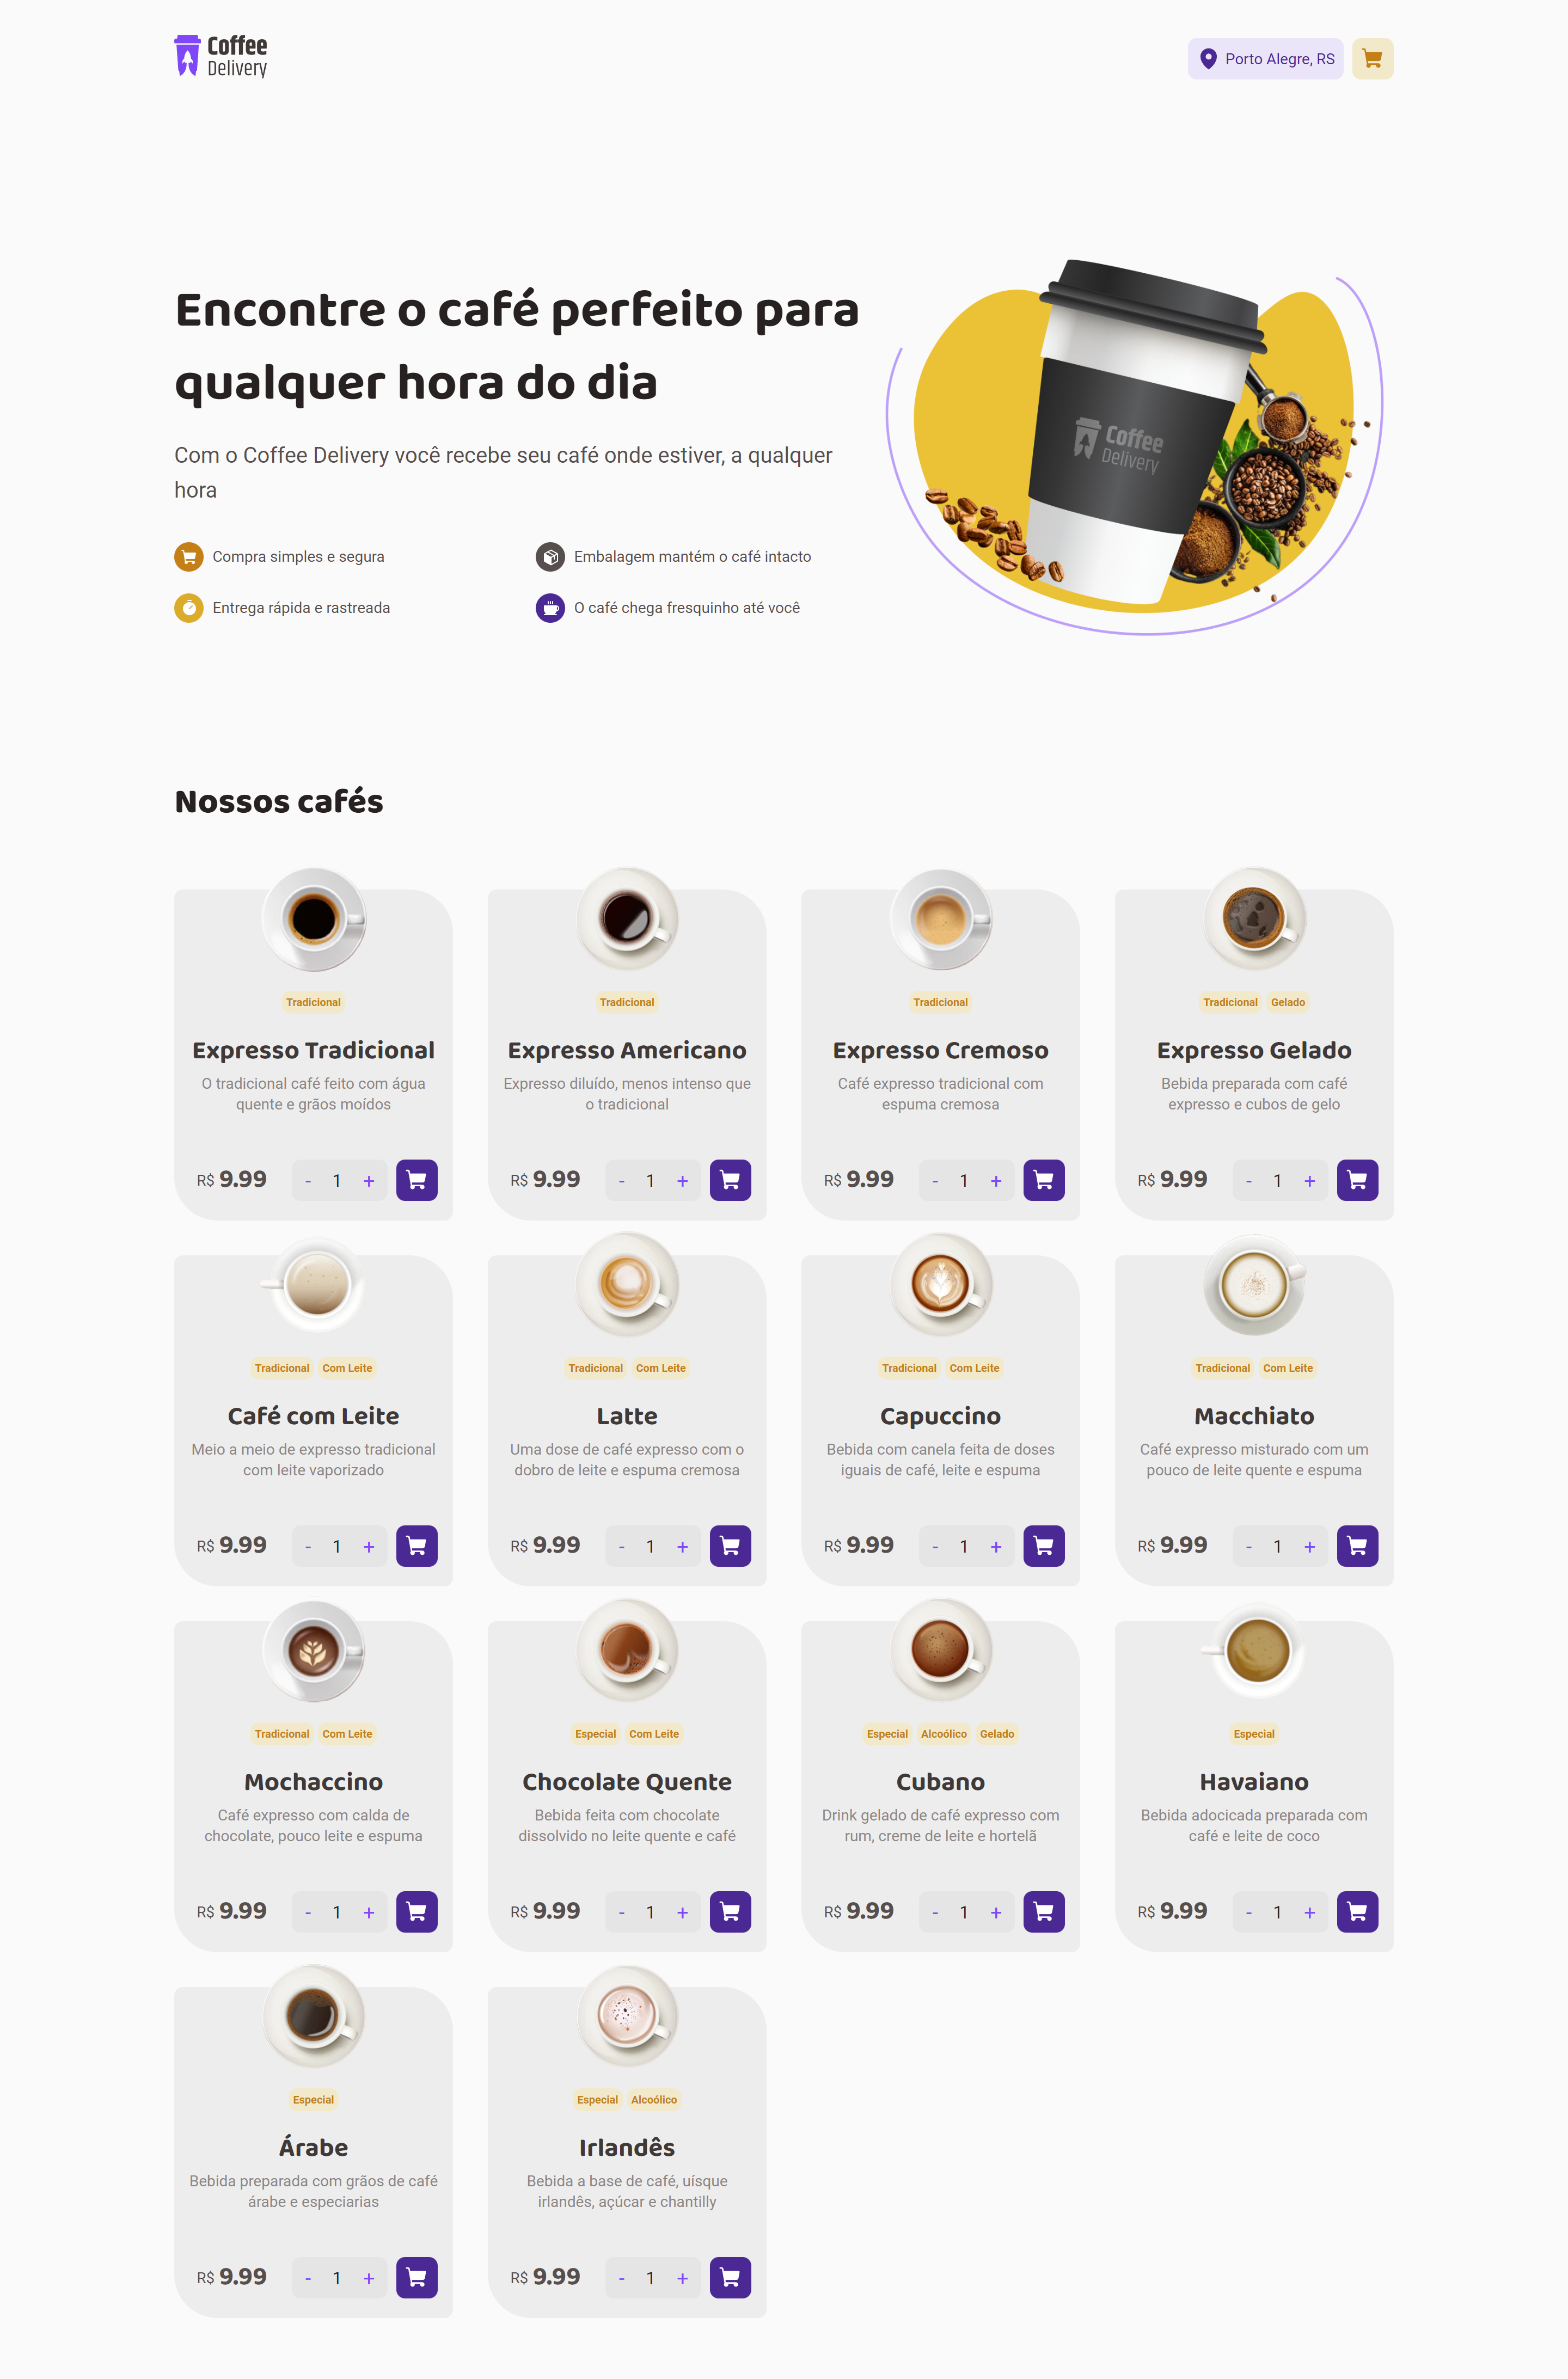 Coffee
Delivery
Porto Alegre, RS
Encontre o café perfeito para
qualquer hora do dia
Com o Coffee Delivery você recebe seu café onde estiver, a qualquer
hora
Compra simples e segura
Embalagem mantém o café intacto
Entrega rápida e rastreada
O café chega fresquinho até você
Coffee
Delivery
Nossos cafés
Tradicional
Expresso Tradicional
O tradicional café feito com água
quente e grãos moídos
R$ 9.99 - 1 +
Tradicional
Expresso Americano
Expresso diluído, menos intenso que
o tradicional
R$ 9.99 - 1 +
Tradicional
Expresso Cremoso
Café expresso tradicional com
espuma cremosa
R$ 9.99 - 1 +
Tradicional Gelado
Expresso Gelado
Bebida preparada com café
expresso e cubos de gelo
R$ 9.99 - 1 +
Tradicional Com Leite
Café com Leite
Meio a meio de expresso tradicional
com leite vaporizado
R$ 9.99 - 1 +
Tradicional Com Leite
Latte
Uma dose de café expresso com o
dobro de leite e espuma cremosa
R$ 9.99 - 1 +
Tradicional Com Leite
Capuccino
Bebida com canela feita de doses
iguais de café, leite e espuma
R$ 9.99 - 1 +
Tradicional Com Leite
Macchiato
Café expresso misturado com um
pouco de leite quente e espuma
R$ 9.99 - 1 +
Tradicional Com Leite
Mochaccino
Café expresso com calda de
chocolate, pouco leite e espuma
R$ 9.99 - 1 +
Especial Com Leite
Chocolate Quente
Bebida feita com chocolate
dissolvido no leite quente e café
R$ 9.99 - 1 +
Especial Alcoólico Gelado
Cubano
Drink gelado de café expresso com
rum, creme de leite e hortelã
R$ 9.99 - 1 +
Especial
Havaiano
Bebida adocicada preparada com
café e leite de coco
R$ 9.99 - 1 +
Especial
Árabe
Bebida preparada com grãos de café
árabe e especiarias
R$ 9.99 - 1 +
Especial Alcoólico
Irlandês
Bebida a base de café, uísque
irlandês, açúcar e chantilly
R$ 9.99 - 1 +